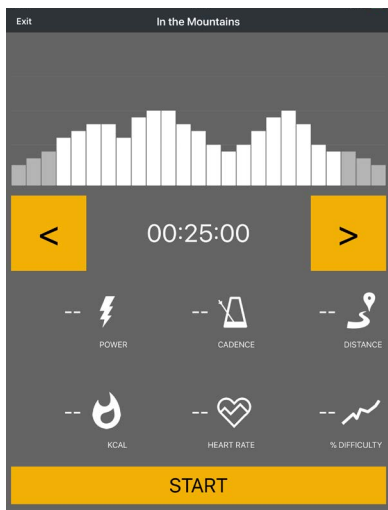 Exit In the Mountains
< 00:25:00 >
-- -- --
POWER CADENCE DISTANCE
-- -- --
KCAL HEART RATE % DIFFICULTY
START